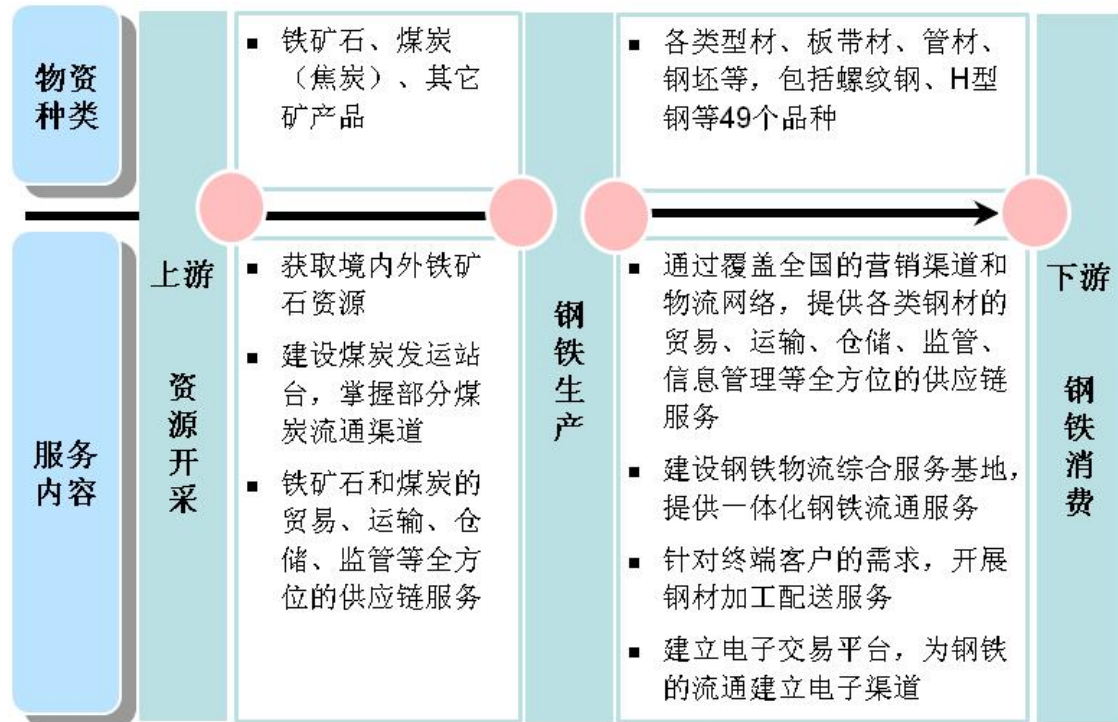 物资
种类
■ 铁矿石、煤炭
（焦炭）、其它
矿产品
■ 各类型材、板带材、管材、
钢坯等，包括螺纹钢、H型
钢等49个品种
服务
内容
上游
资源开采
■ 获取境内外铁矿
石资源
■ 建设煤炭发运站
台，掌握部分煤
炭流通渠道
■ 铁矿石和煤炭的
贸易、运输、仓
储、监管等全方
位的供应链服务
钢铁生产
■ 通过覆盖全国的营销渠道和
物流网络，提供各类钢材的
贸易、运输、仓储、监管、
信息管理等全方位的供应链
服务
■ 建设钢铁物流综合服务基地，
提供一体化钢铁流通服务
■ 针对终端客户的需求，开展
钢材加工配送服务
■ 建立电子交易平台，为钢铁
的流通建立电子渠道
下游
钢铁消费